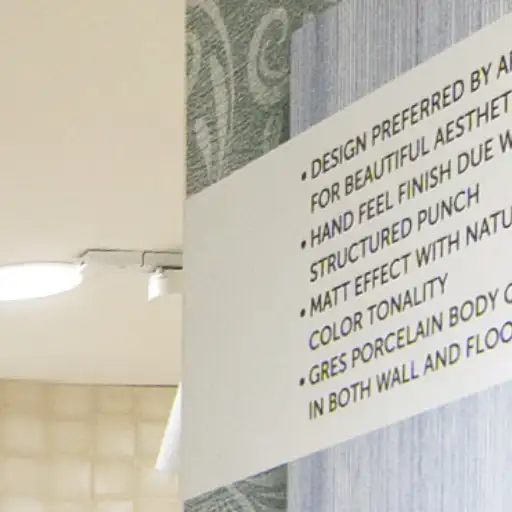 • DESIGN PREFERRED BY
FOR BEAUTIFUL
• HAND FEEL FINISH DUE
STRUCTURED PUNCH
• MATT EFFECT WITH
COLOR TONALITY
• GRES PORCELAIN BODY
IN BOTH WALL AND